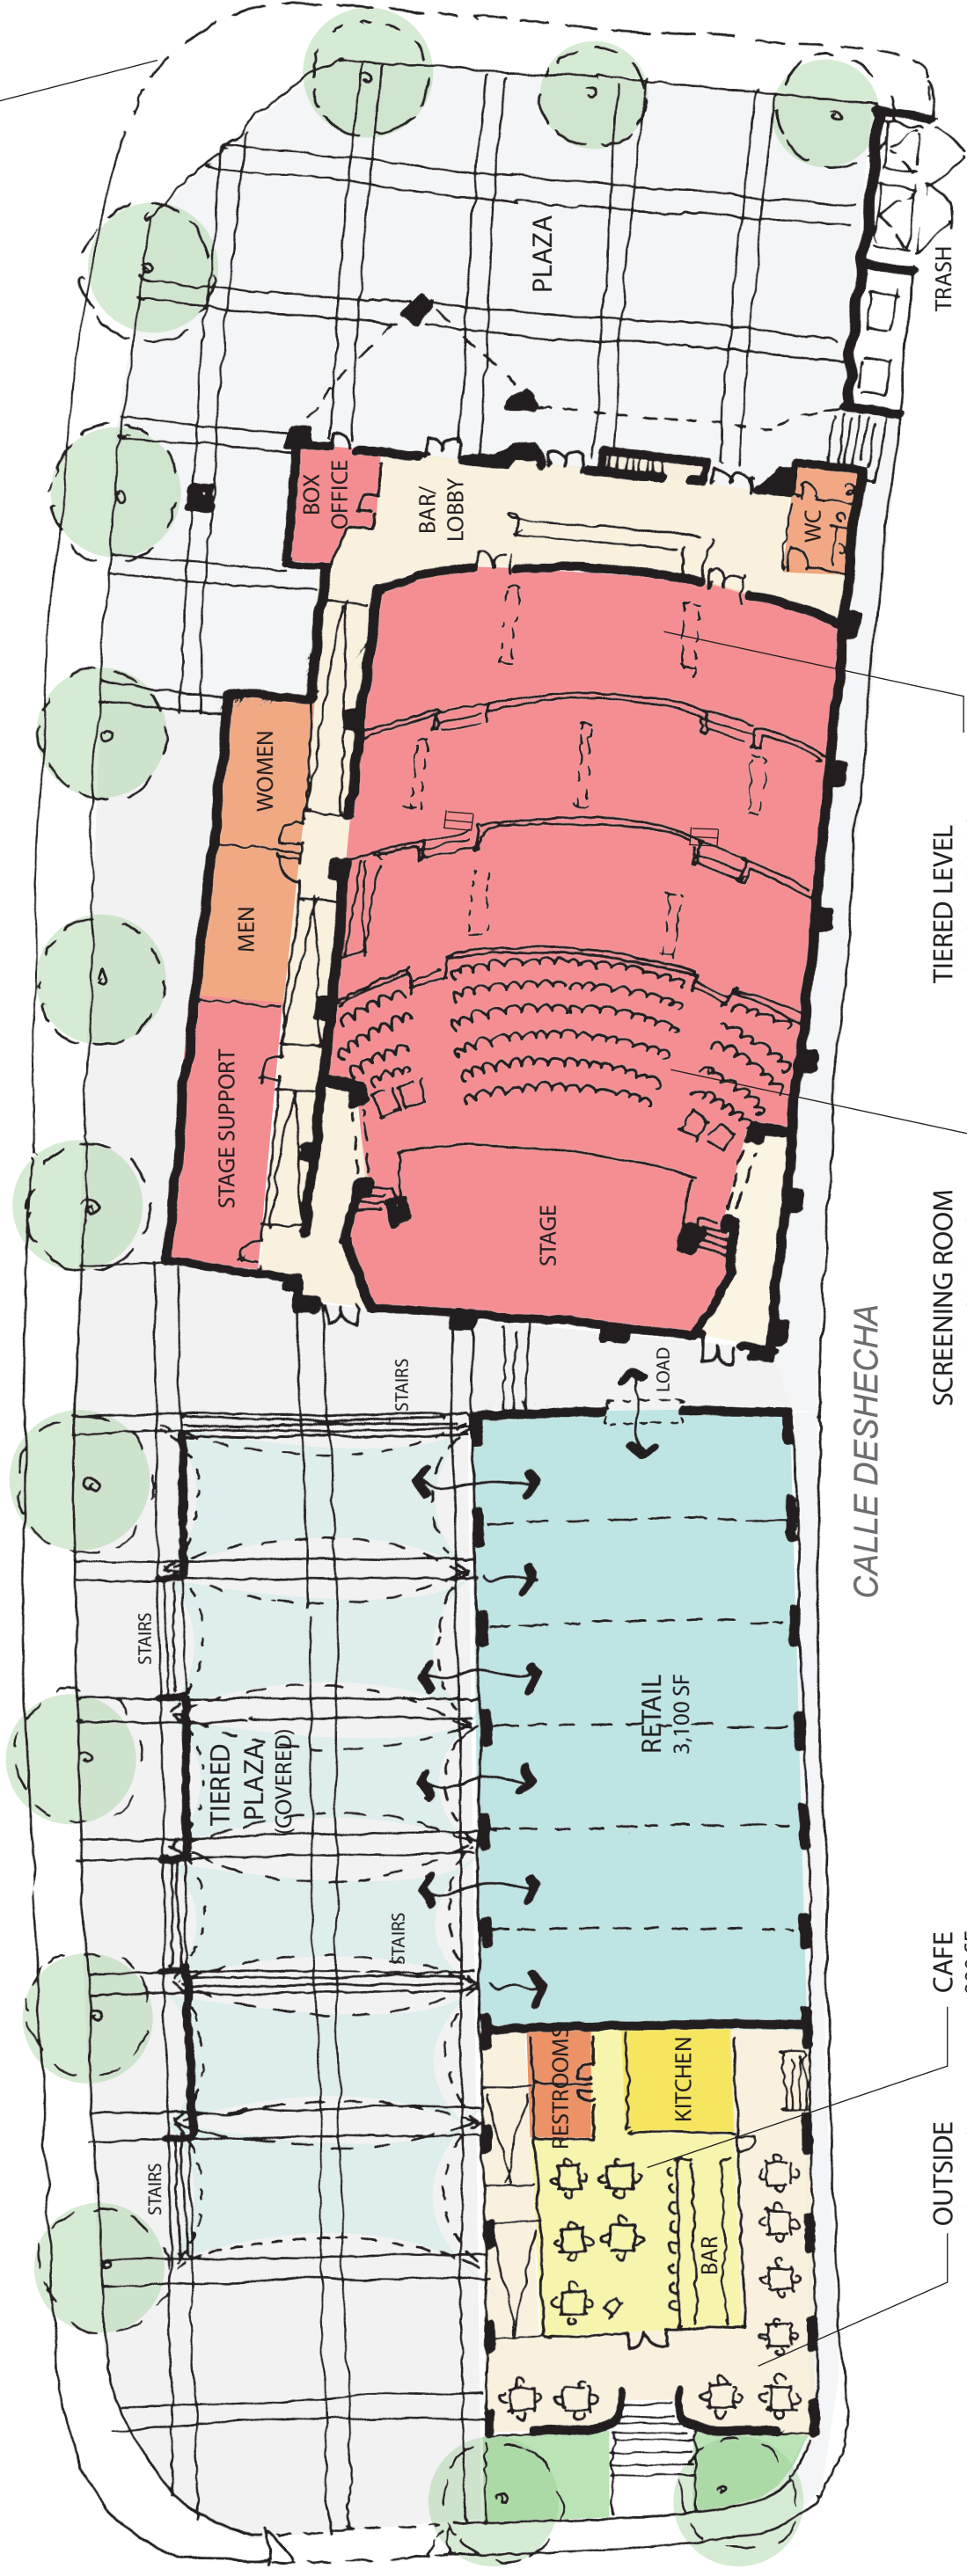 PLAZA
TRASH
BOX
OFFICE
BAR/
LOBBY
WC
WOMEN
MEN
STAGE SUPPORT
STAGE
TIERED LEVEL
SCREENING ROOM
CALLE DESHECHA
STAIRS
LOAD
STAIRS
TIERED
PLAZA
(COVERED)
RETAIL
3,100 SF
STAIRS
STAIRS
RESTROOMS
KITCHEN
BAR
CAFE
OUTSIDE